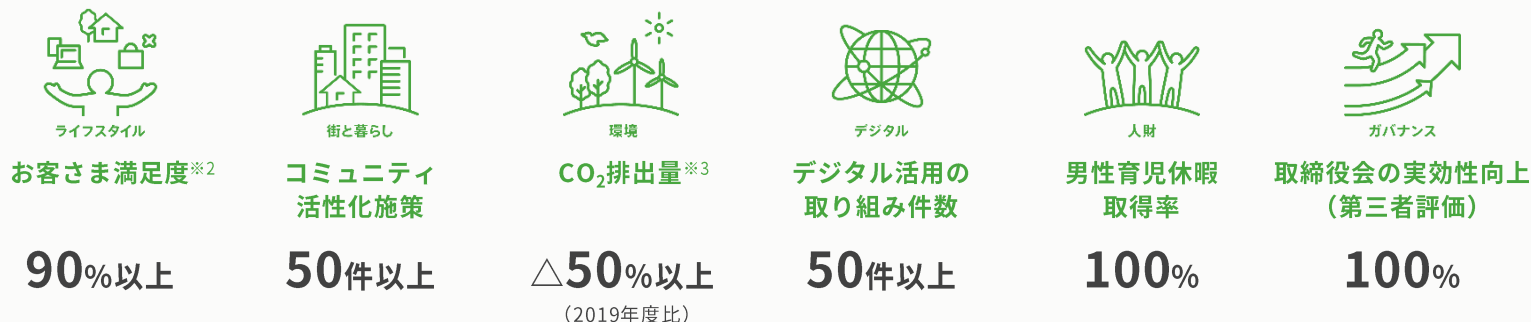 ライフスタイル
お客さま満足度※2
90%以上
街と暮らし
コミュニティ
活性化施策
50件以上
環境
CO₂排出量※3
△50%以上
（2019年度比）
デジタル
デジタル活用の
取り組み件数
50件以上
人財
男性育児休暇
取得率
100%
ガバナンス
取締役会の実効性向上
（第三者評価）
100%